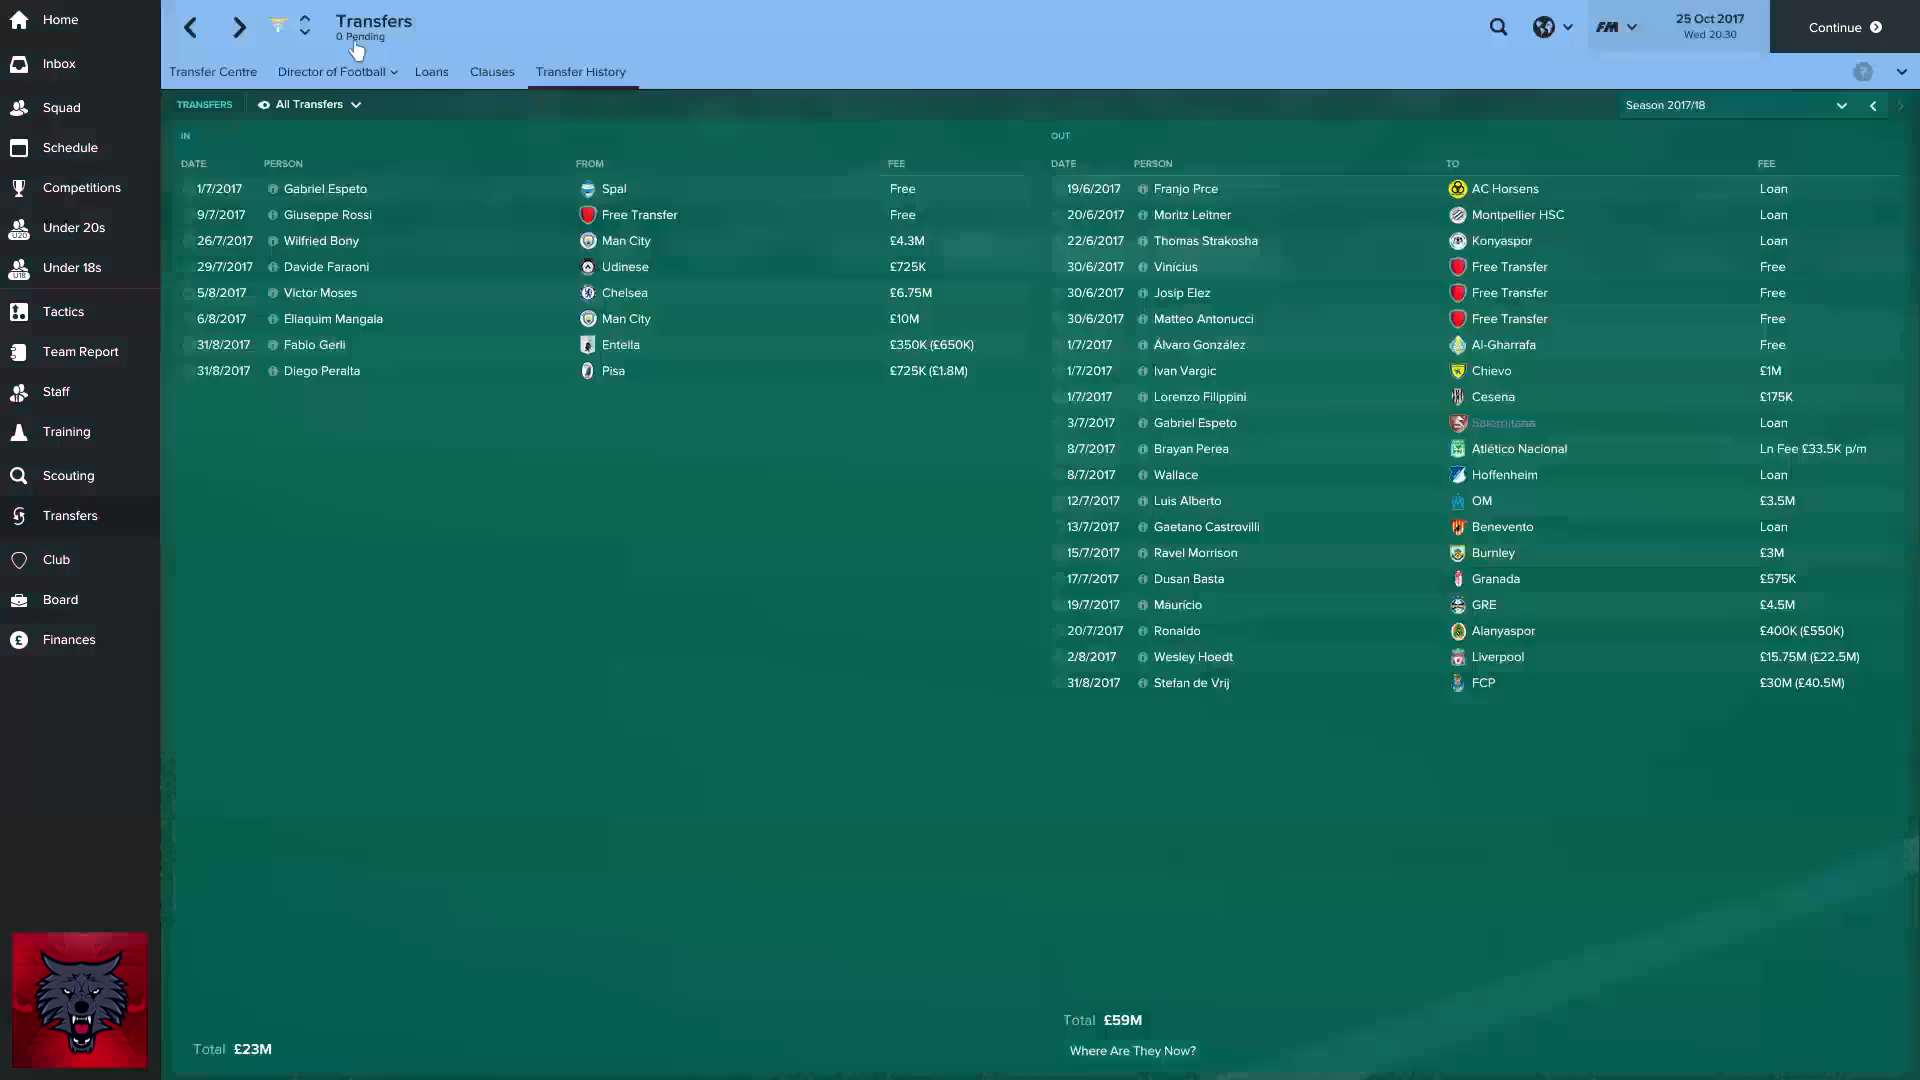 Home
Inbox
Squad
Schedule
Competitions
Under 20s
Under 18s
Tactics
Team Report
Staff
Training
Scouting
Transfers
Club
Board
Finances
Transfers
0 Pending
25 Oct 2017
Wed 20:30
Continue
FM
Transfer Centre Director of Football Loans Clauses Transfer History
TRANSFERS All Transfers Season 2017/18
IN
DATE PERSON FROM FEE
1/7/2017 Gabriel Espeto Spal Free
9/7/2017 Giuseppe Rossi Free Transfer Free
26/7/2017 Wilfried Bony Man City £4.3M
29/7/2017 Davide Faraoni Udinese £725K
5/8/2017 Victor Moses Chelsea £6.75M
6/8/2017 Eliaquim Mangala Man City £10M
31/8/2017 Fabio Gerli Entella £350K (£650K)
31/8/2017 Diego Peralta Pisa £725K (£1.8M)
Total £23M
OUT
DATE PERSON TO FEE
19/6/2017 Franjo Prce AC Horsens Loan
20/6/2017 Moritz Leitner Montpellier HSC Loan
22/6/2017 Thomas Strakosha Konyaspor Loan
30/6/2017 Vinícius Free Transfer Free
30/6/2017 Josip Elez Free Transfer Free
30/6/2017 Matteo Antonucci Free Transfer Free
1/7/2017 Álvaro González Al-Gharrafa Free
1/7/2017 Ivan Vargic Chievo £1M
1/7/2017 Lorenzo Filippini Cesena £175K
3/7/2017 Gabriel Espeto Salernitana Loan
8/7/2017 Brayan Perea Atlético Nacional Ln Fee £33.5K p/m
8/7/2017 Wallace Hoffenheim Loan
12/7/2017 Luis Alberto OM £3.5M
13/7/2017 Gaetano Castrovilli Benevento Loan
15/7/2017 Ravel Morrison Burnley £3M
17/7/2017 Dusan Basta Granada £575K
19/7/2017 Maurício GRE £4.5M
20/7/2017 Ronaldo Alanyaspor £400K (£550K)
2/8/2017 Wesley Hoedt Liverpool £15.75M (£22.5M)
31/8/2017 Stefan de Vrij FCP £30M (£40.5M)
Total £59M
Where Are They Now?